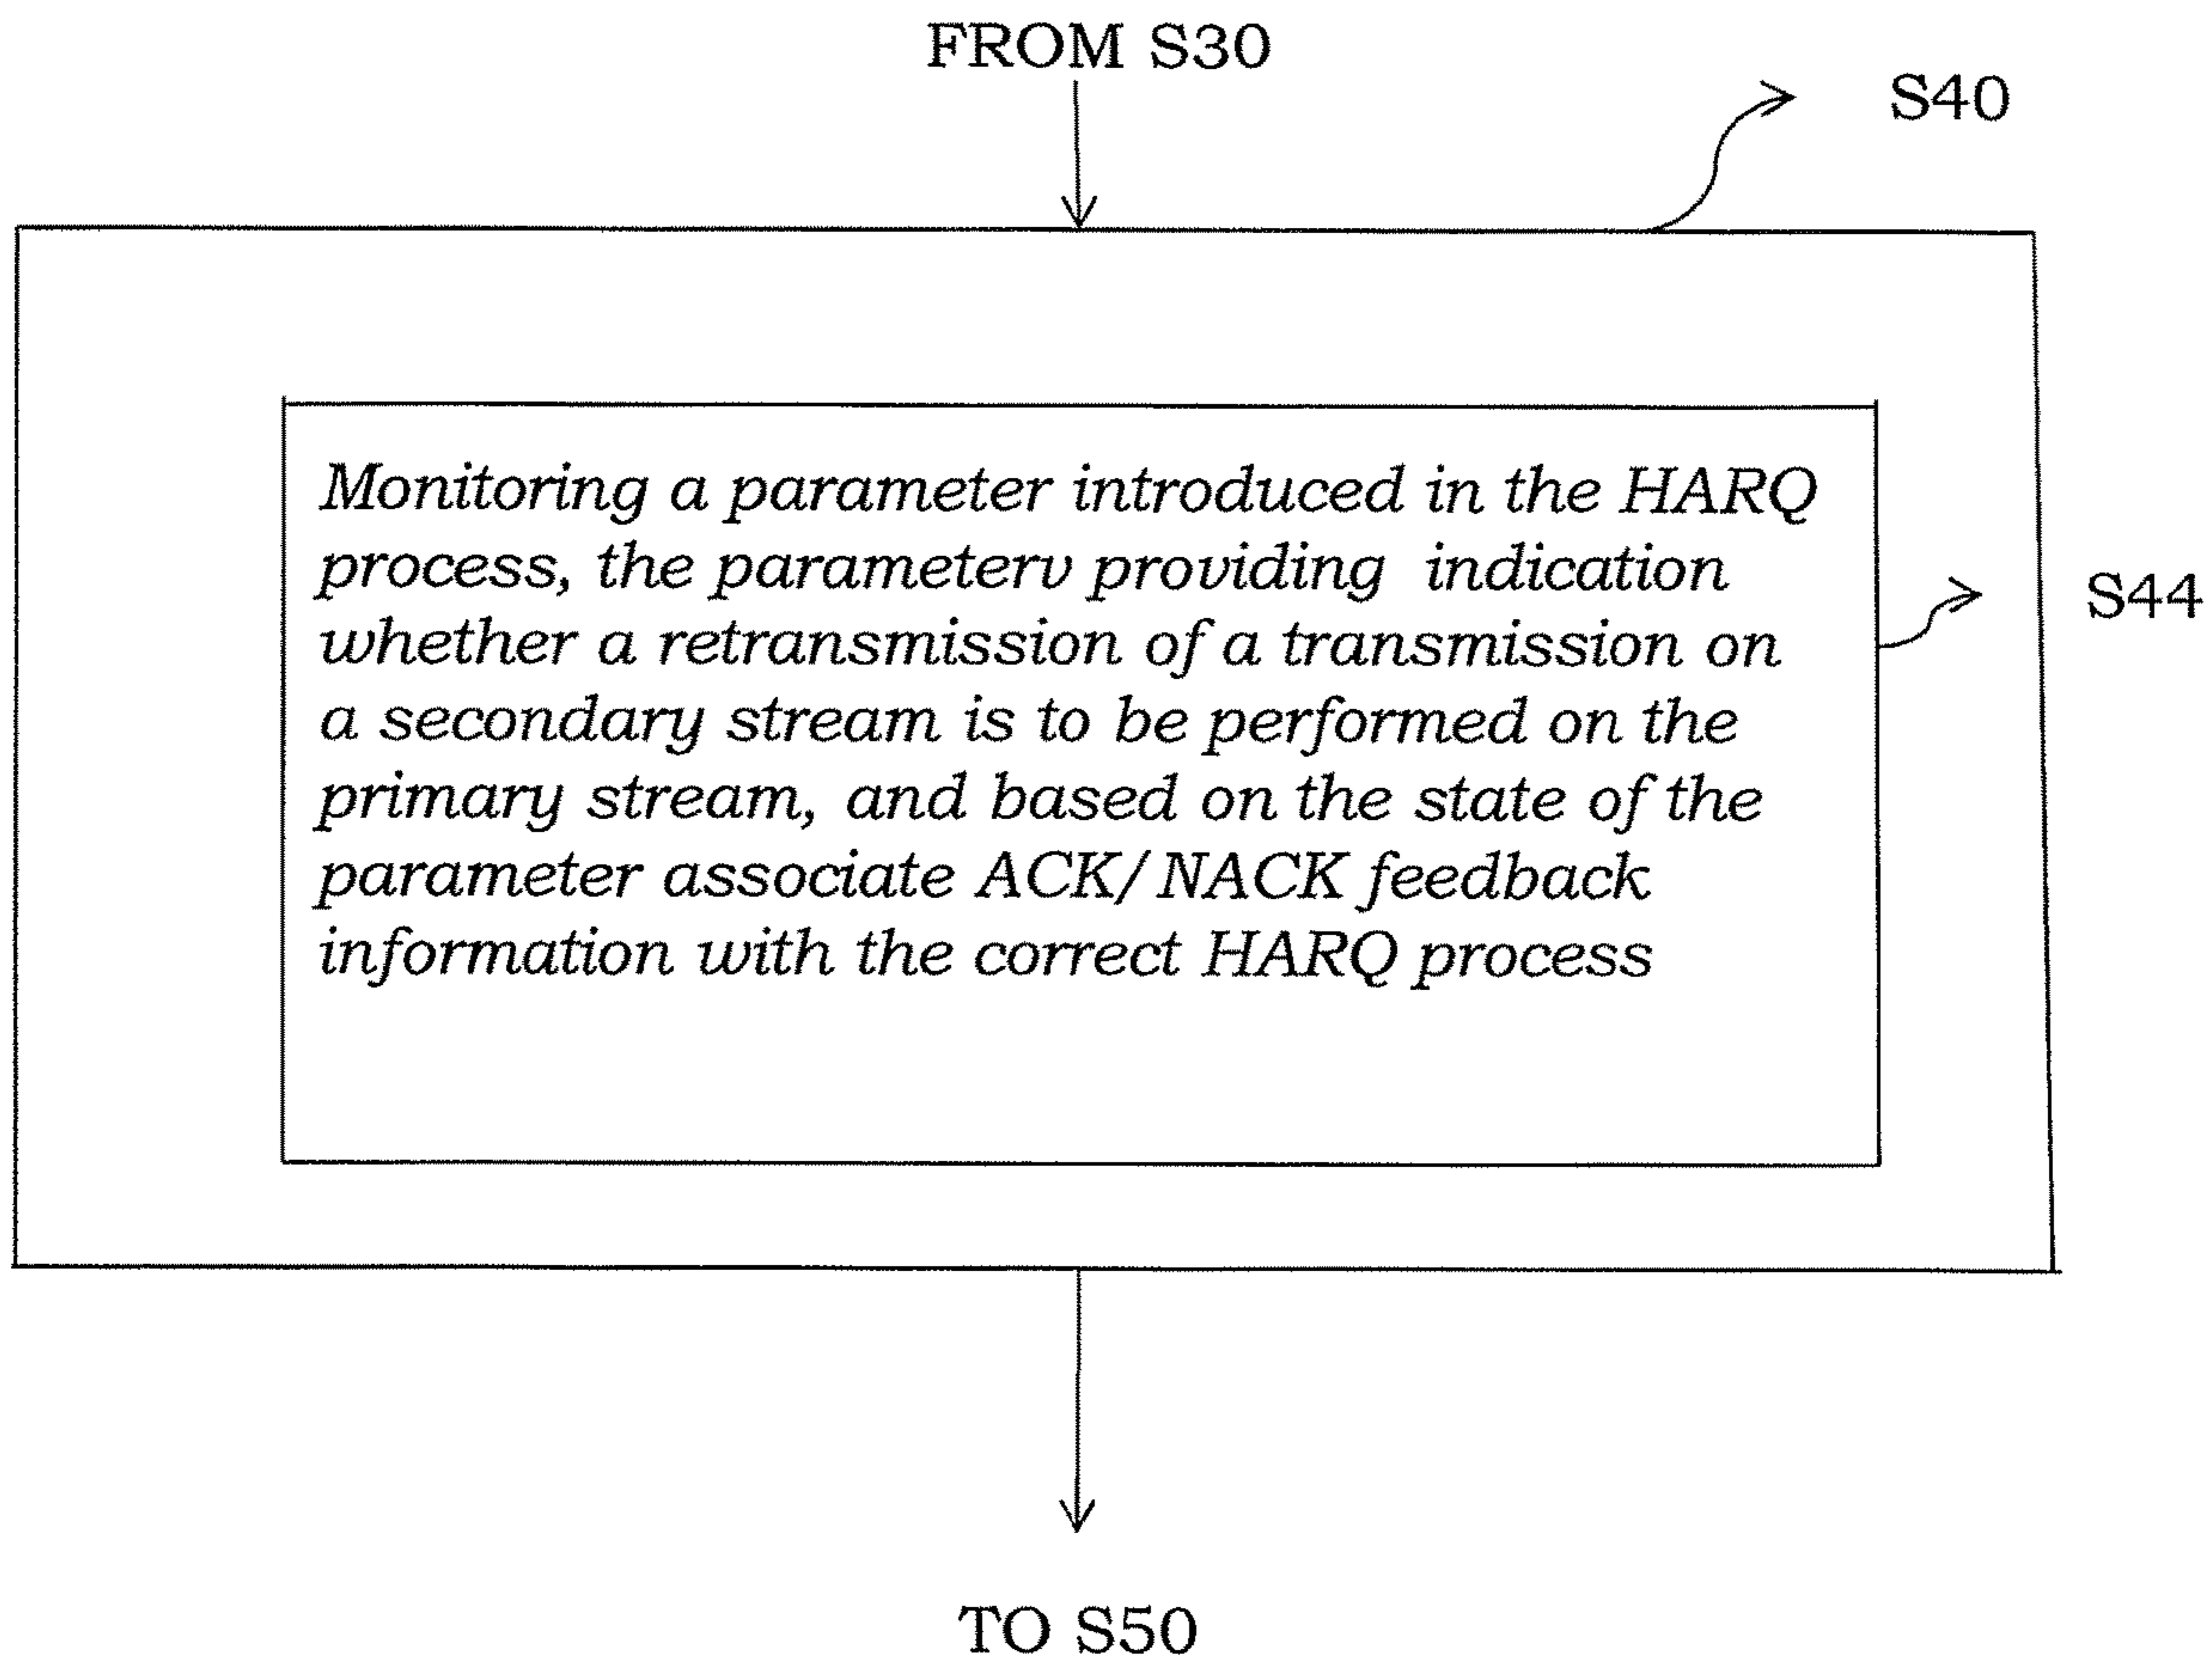 FROM S30
S40
Monitoring a parameter introduced in the HARQ
process, the parameterv providing indication
whether a retransmission of a transmission on
a secondary stream is to be performed on the
primary stream, and based on the state of the
parameter associate ACK/NACK feedback
information with the correct HARQ process
S44
TO S50